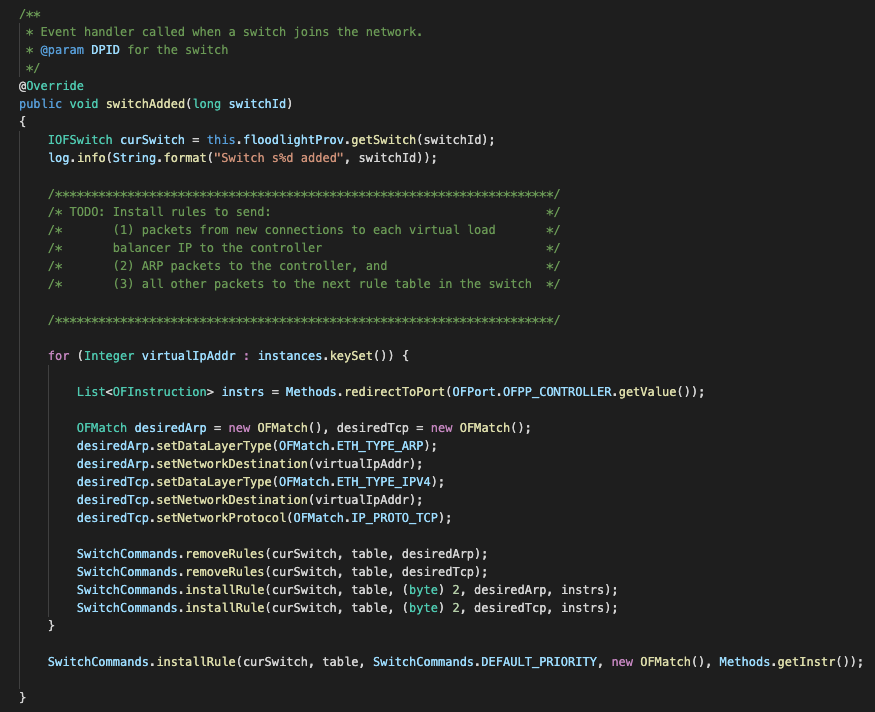 /**
 * Event handler called when a switch joins the network.
 * @param DPID for the switch
 */
@Override
public void switchAdded(long switchId)
{
    IOFSwitch curSwitch = this.floodlightProv.getSwitch(switchId);
    log.info(String.format("Switch s%d added", switchId));

    /*********************************************************************/
    /* TODO: Install rules to send:                                      */
    /*       (1) packets from new connections to each virtual load       */
    /*       balancer IP to the controller                               */
    /*       (2) ARP packets to the controller, and                      */
    /*       (3) all other packets to the next rule table in the switch  */

    /*********************************************************************/

    for (Integer virtualIpAddr : instances.keySet()) {

        List<OFInstruction> instrs = Methods.redirectToPort(OFPort.OFPP_CONTROLLER.getValue());

        OFMatch desiredArp = new OFMatch(), desiredTcp = new OFMatch();
        desiredArp.setDataLayerType(OFMatch.ETH_TYPE_ARP);
        desiredArp.setNetworkDestination(virtualIpAddr);
        desiredTcp.setDataLayerType(OFMatch.ETH_TYPE_IPV4);
        desiredTcp.setNetworkDestination(virtualIpAddr);
        desiredTcp.setNetworkProtocol(OFMatch.IP_PROTO_TCP);

        SwitchCommands.removeRules(curSwitch, table, desiredArp);
        SwitchCommands.removeRules(curSwitch, table, desiredTcp);
        SwitchCommands.installRule(curSwitch, table, (byte) 2, desiredArp, instrs);
        SwitchCommands.installRule(curSwitch, table, (byte) 2, desiredTcp, instrs);
    }

    SwitchCommands.installRule(curSwitch, table, SwitchCommands.DEFAULT_PRIORITY, new OFMatch(), Methods.getInstr());

}